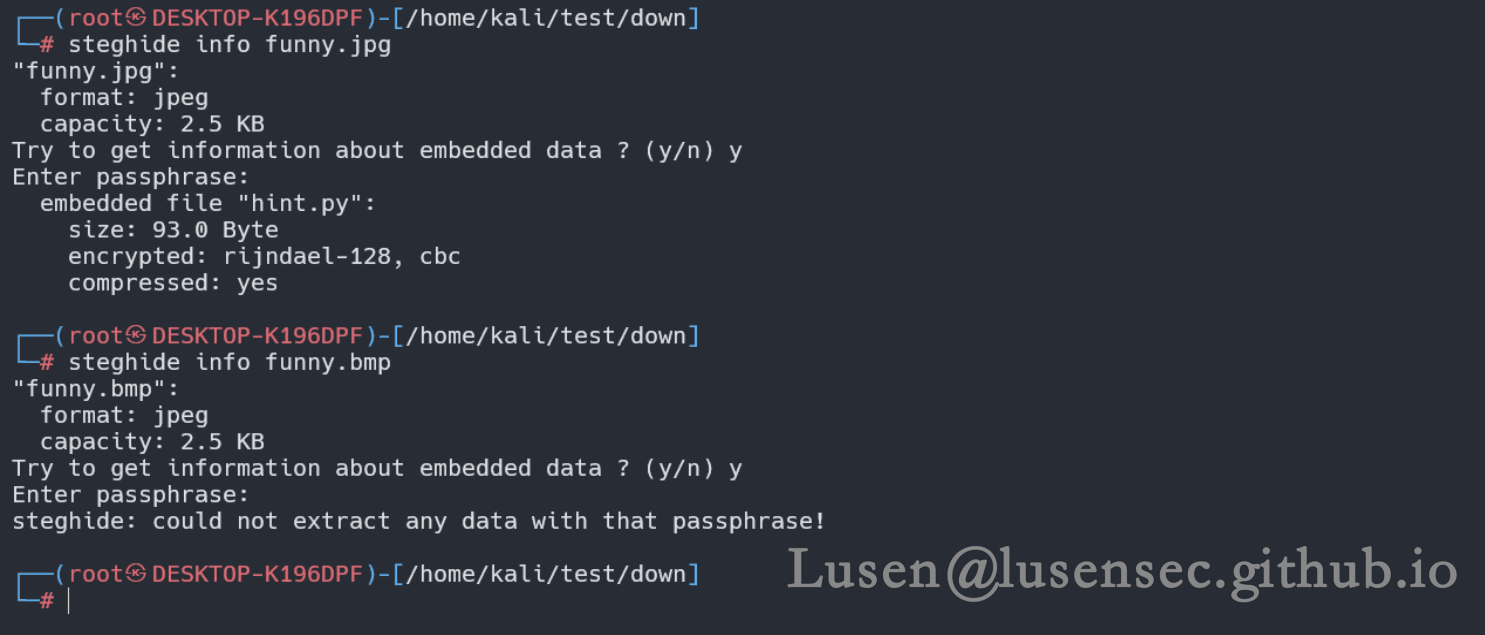 ┌──(root㉿DESKTOP-K196DPF)-[/home/kali/test/down]
└─# steghide info funny.jpg
"funny.jpg":
  format: jpeg
  capacity: 2.5 KB
Try to get information about embedded data ? (y/n) y
Enter passphrase:
  embedded file "hint.py":
    size: 93.0 Byte
    encrypted: rijndael-128, cbc
    compressed: yes
┌──(root㉿DESKTOP-K196DPF)-[/home/kali/test/down]
└─# steghide info funny.bmp
"funny.bmp":
  format: jpeg
  capacity: 2.5 KB
Try to get information about embedded data ? (y/n) y
Enter passphrase:
steghide: could not extract any data with that passphrase!
┌──(root㉿DESKTOP-K196DPF)-[/home/kali/test/down]
└─#
Lusen@lusensec.github.io